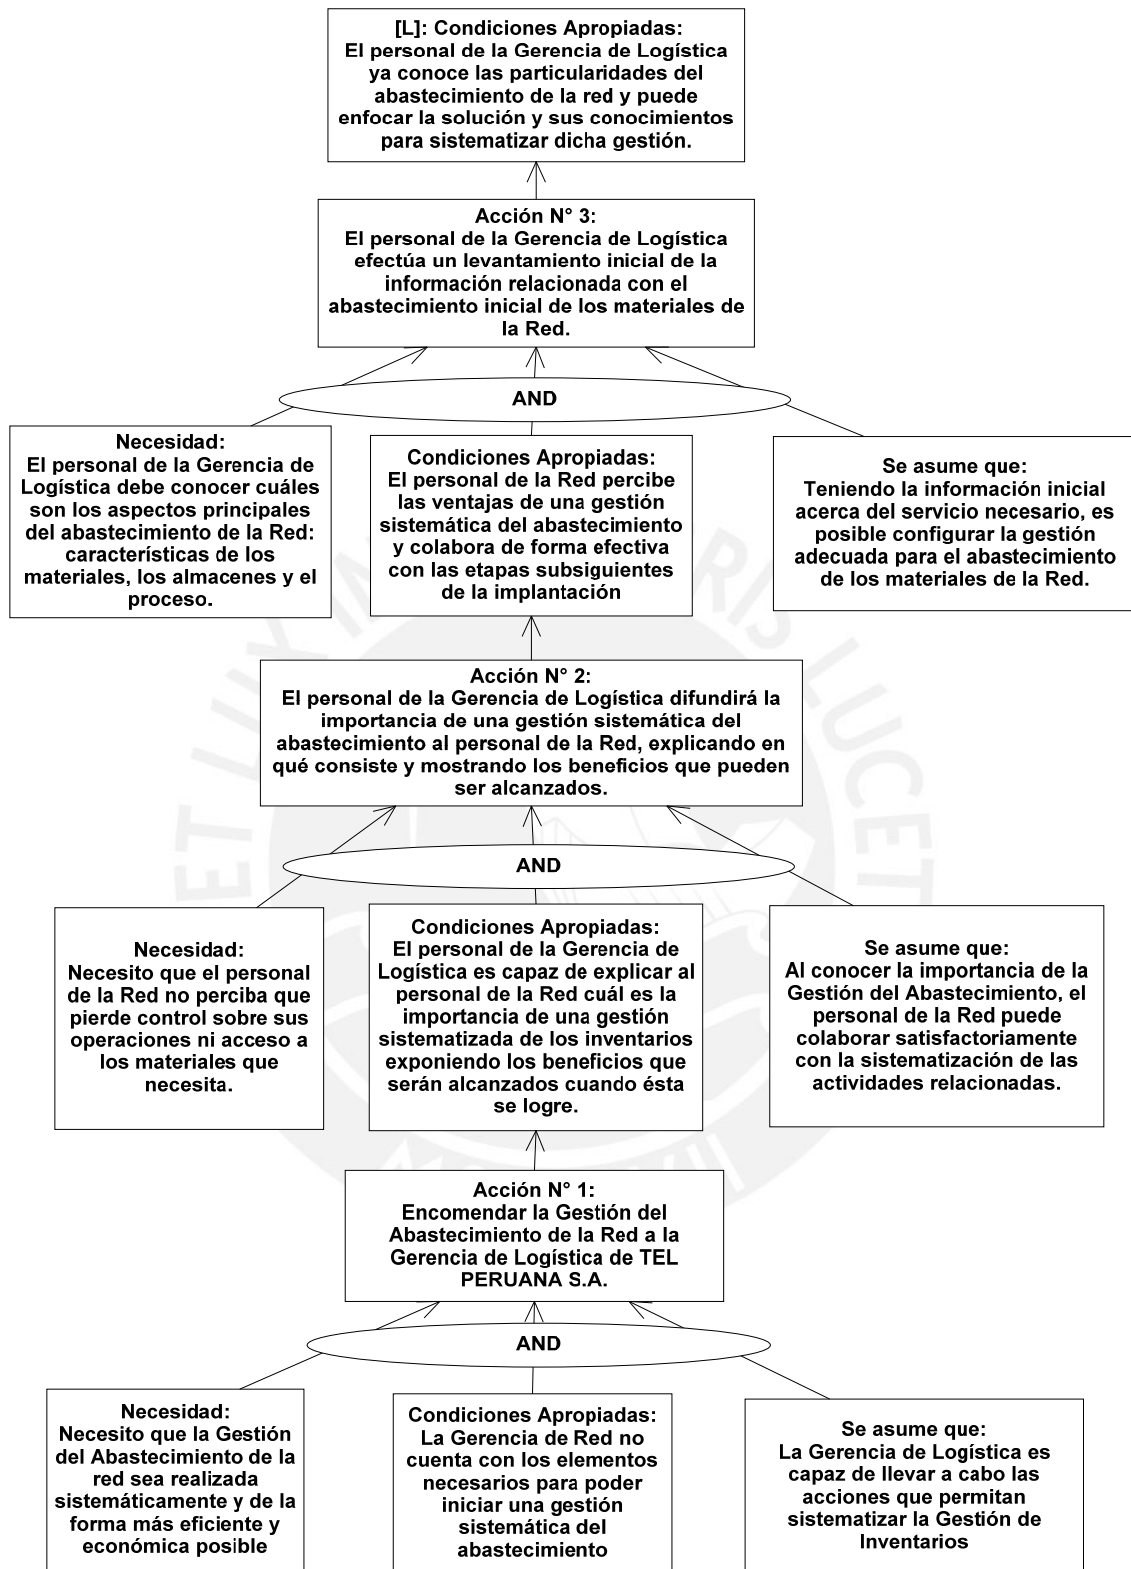 [L]: Condiciones Apropiadas:
El personal de la Gerencia de Logística
ya conoce las particularidades del
abastecimiento de la red y puede
enfocar la solución y sus conocimientos
para sistematizar dicha gestión.
Acción N° 3:
El personal de la Gerencia de Logística
efectúa un levantamiento inicial de la
información relacionada con el
abastecimiento inicial de los materiales de
la Red.
AND
Necesidad:
El personal de la Gerencia de
Logística debe conocer cuáles
son los aspectos principales
del abastecimiento de la Red:
características de los
materiales, los almacenes y el
proceso.
Condiciones Apropiadas:
El personal de la Red percibe
las ventajas de una gestión
sistemática del abastecimiento
y colabora de forma efectiva
con las etapas subsiguientes
de la implantación
Se asume que:
Teniendo la información inicial
acerca del servicio necesario, es
posible configurar la gestión
adecuada para el abastecimiento
de los materiales de la Red.
Acción N° 2:
El personal de la Gerencia de Logística difundirá la
importancia de una gestión sistemática del
abastecimiento al personal de la Red, explicando en
qué consiste y mostrando los beneficios que pueden
ser alcanzados.
AND
Necesidad:
Necesito que el personal
de la Red no perciba que
pierde control sobre sus
operaciones ni acceso a
los materiales que
necesita.
Condiciones Apropiadas:
El personal de la Gerencia de
Logística es capaz de explicar al
personal de la Red cuál es la
importancia de una gestión
sistematizada de los inventarios
exponiendo los beneficios que
serán alcanzados cuando ésta
se logre.
Se asume que:
Al conocer la importancia de la
Gestión del Abastecimiento, el
personal de la Red puede
colaborar satisfactoriamente
con la sistematización de las
actividades relacionadas.
Acción N° 1:
Encomendar la Gestión del
Abastecimiento de la Red a la
Gerencia de Logística de TEL
PERUANA S.A.
AND
Necesidad:
Necesito que la Gestión
del Abastecimiento de la
red sea realizada
sistemáticamente y de la
forma más eficiente y
económica posible
Condiciones Apropiadas:
La Gerencia de Red no
cuenta con los elementos
necesarios para poder
iniciar una gestión
sistemática del
abastecimiento
Se asume que:
La Gerencia de Logística es
capaz de llevar a cabo las
acciones que permitan
sistematizar la Gestión de
Inventarios